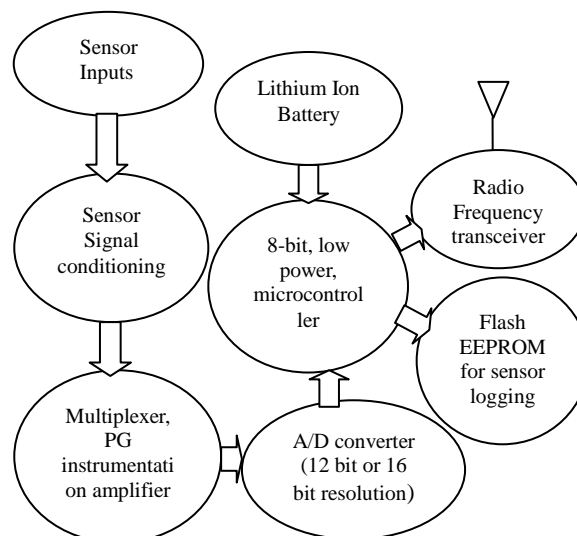 Sensor
Inputs
Lithium Ion
Battery
Sensor
Signal
conditioning
8-bit, low
power,
microcontrol
ler
Radio
Frequency
transceiver
Flash
EEPROM
for sensor
logging
Multiplexer,
PG
instrumentati
on amplifier
A/D converter
(12 bit or 16
bit resolution)